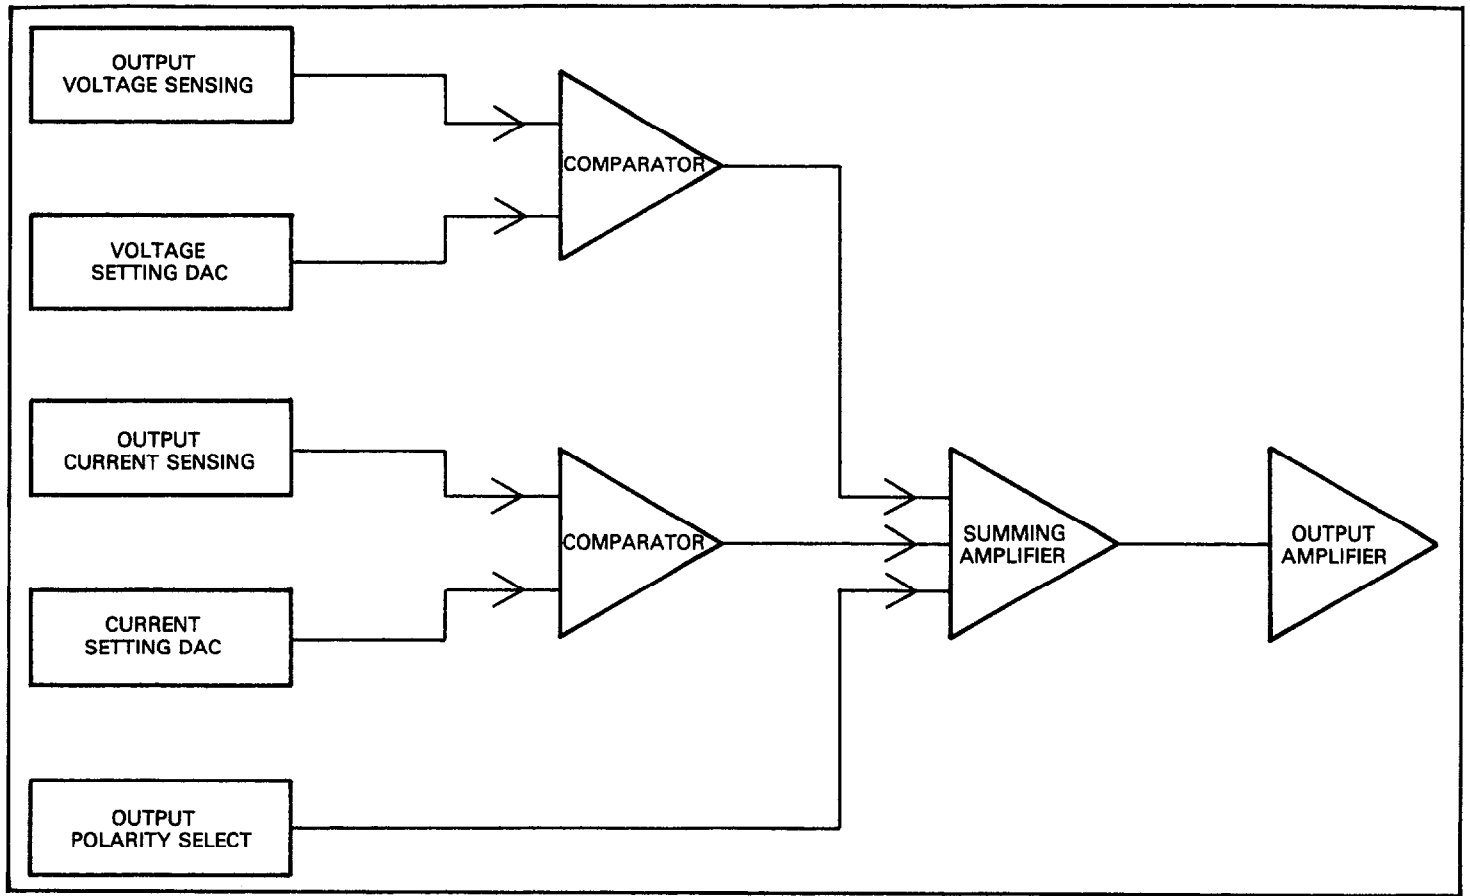 OUTPUT
VOLTAGE SENSING
COMPARATOR
VOLTAGE
SETTING DAC
OUTPUT
CURRENT SENSING
COMPARATOR
CURRENT
SETTING DAC
SUMMING
AMPLIFIER
OUTPUT
AMPLIFIER
OUTPUT
POLARITY SELECT